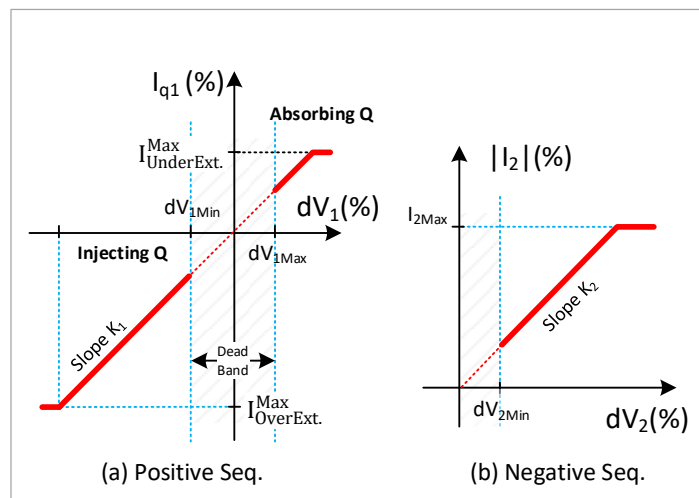 I_q1 (%)
Absorbing Q
I^Max_UnderExt.
dV_1Min
dV_1(%)
Injecting Q
dV_1Max
Slope K_1
Dead
Band
I^Max_OverExt.
(a) Positive Seq.
|I_2|(%)
I_2Max
Slope K_2
dV_2Min
dV_2(%)
(b) Negative Seq.